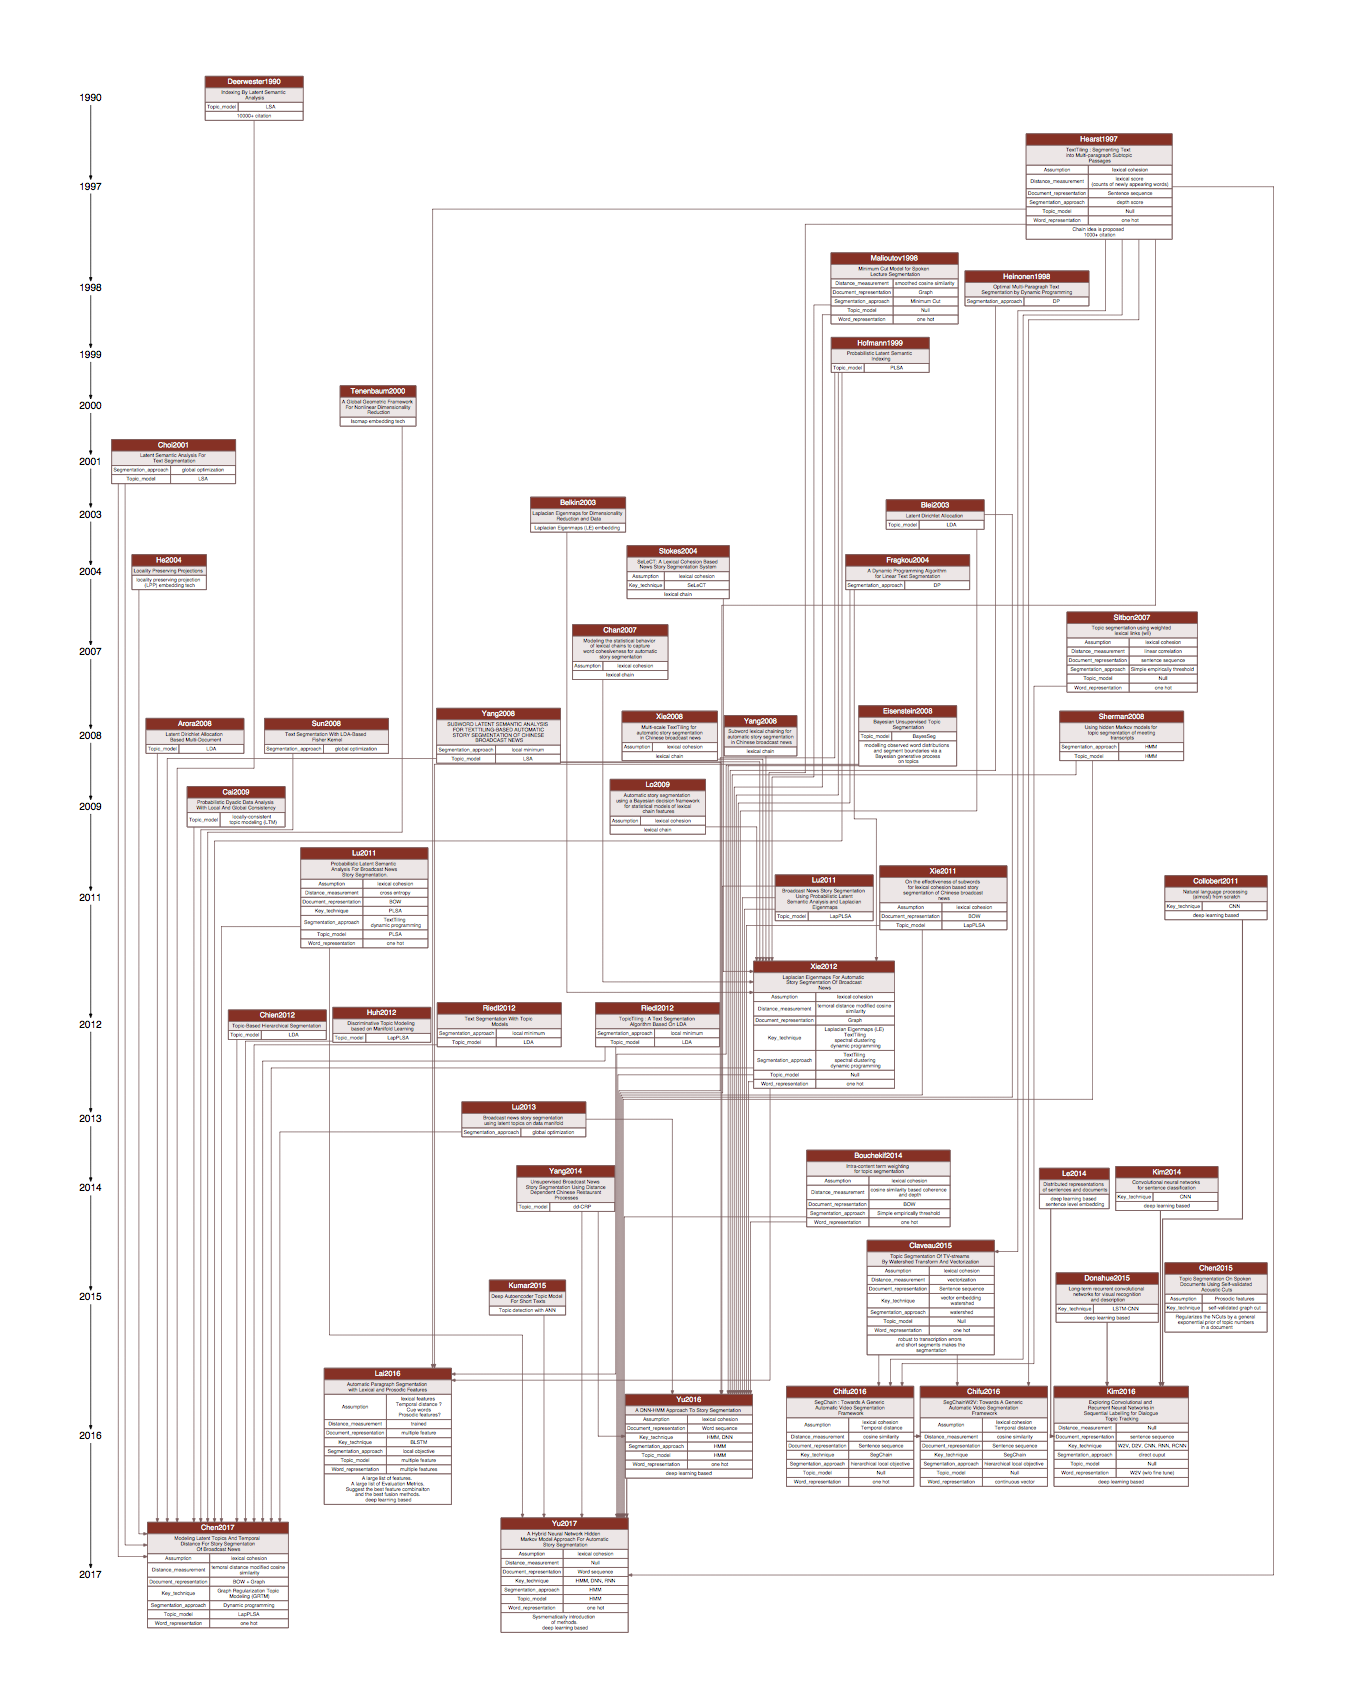 1990
Deerwester1990
Indexing By Latent Semantic
Analysis
Topic_model LSA
10000+ citation
Hearst1997
TextTiling : Segmenting Text
into Multi-paragraph Subtopic
Passages
Assumption lexical cohesion
Distance_measurement lexical score
(counts of newly appearing words)
Document_representation Sentence sequence
Segmentation_approach depth score
Topic_model Null
Word_representation one hot
Chain idea is proposed
1000+ citation
1997
Malioutov1998
Minimum Cut Model for Spoken
Lecture Segmentation
Distance_measurement smoothed cosine similarity
Document_representation Graph
Segmentation_approach Minimum Cut
Topic_model Null
Word_representation one hot
Heinonen1998
Optimal Multi-Paragraph Text
Segmentation by Dynamic Programming
Segmentation_approach DP
1998
Hofmann1999
Probabilistic Latent Semantic
Indexing
Topic_model PLSA
1999
Tenenbaum2000
A Global Geometric Framework
For Nonlinear Dimensionality
Reduction
Isomap embedding tech
2000
Choi2001
Latent Semantic Analysis For
Text Segmentation
Segmentation_approach global optimization
Topic_model LSA
2001
Belkin2003
Laplacian Eigenmaps for Dimensionality
Reduction and Data
Laplacian Eigenmaps (LE) embedding
Blei2003
Latent Dirichlet Allocation
Topic_model LDA
2003
He2004
Locality Preserving Projections
locality preserving projection
(LPP) embedding tech
Stokes2004
SeLeCT: A Lexical Cohesion Based
News Story Segmentation System
Assumption lexical cohesion
Key_technique SeLeCT
lexical chain
Fragkou2004
A Dynamic Programming Algorithm
for Linear Text Segmentation
Segmentation_approach DP
2004
Chan2007
Modeling the statistical behavior
of lexical chains to capture
word cohesiveness for automatic
story segmentation
Assumption lexical cohesion
lexical chain
Sitbon2007
Topic segmentation using weighted
lexical links (wll)
Assumption lexical cohesion
Distance_measurement linear correlation
Document_representation sentence sequence
Segmentation_approach Simple empirically threshold
Topic_model Null
Word_representation one hot
2007
Arora2008
Latent Dirichlet Allocation
Based Multi-Document
Topic_model LDA
Sun2008
Text Segmentation With LDA-Based
Fisher Kernel
Segmentation_approach global optimization
Yang2008
SUBWORD LATENT SEMANTIC ANALYSIS
FOR TEXTTILING-BASED AUTOMATIC
STORY SEGMENTATION OF CHINESE
BROADCAST NEWS
Segmentation_approach local minimum
Topic_model LSA
Xie2008
Multi-scale TextTiling for
automatic story segmentation
in Chinese broadcast news
Assumption lexical cohesion
lexical chain
Yang2008
Subword lexical chaining for
automatic story segmentation
in Chinese broadcast news
lexical chain
Eisenstein2008
Bayesian Unsupervised Topic
Segmentation
Topic_model BayesSeg
modelling observed word distributions
and segment boundaries via a
Bayesian generative process
on topics
Sherman2008
Using hidden Markov models for
topic segmentation of meeting
transcripts
Segmentation_approach HMM
Topic_model HMM
2008
Cai2009
Probabilistic Dyadic Data Analysis
With Local And Global Consistency
Topic_model locally-consistent
topic modeling (LTM)
Lo2009
Automatic story segmentation
using a Bayesian decision framework
for statistical models of lexical
chain features
Assumption lexical cohesion
lexical chain
2009
Lu2011
Probabilistic Latent Semantic
Analysis For Broadcast News
Story Segmentation.
Assumption lexical cohesion
Distance_measurement cross entropy
Document_representation BOW
Key_technique PLSA
Segmentation_approach TextTiling
dynamic programming
Topic_model PLSA
Word_representation one hot
Lu2011
Broadcast News Story Segmentation
Using Probabilistic Latent
Semantic Analysis and Laplacian
Eigenmaps
Topic_model LapPLSA
Xie2011
On the effectiveness of subwords
for lexical cohesion based story
segmentation of Chinese broadcast
news
Assumption lexical cohesion
Document_representation BOW
Topic_model LapPLSA
Collobert2011
Natural language processing
(almost) from scratch
Key_technique CNN
deep learning based
2011
Xie2012
Laplacian Eigenmaps For Automatic
Story Segmentation Of Broadcast
News
Assumption lexical cohesion
Distance_measurement temoral distance modified cosine
similarity
Document_representation Graph
Key_technique Laplacian Eigenmaps (LE)
TextTiling
spectral clustering
dynamic programming
Segmentation_approach TextTiling
spectral clustering
dynamic programming
Topic_model Null
Word_representation one hot
Chien2012
Topic-Based Hierarchical Segmentation
Topic_model LDA
Huh2012
Discriminative Topic Modeling
based on Manifold Learning
Topic_model LapPLSA
Riedl2012
Text Segmentation With Topic
Models
Segmentation_approach local minimum
Topic_model LDA
Riedl2012
TopicTiling : A Text Segmentation
Algorithm Based On LDA
Segmentation_approach local minimum
Topic_model LDA
2012
Lu2013
Broadcast news story segmentation
using latent topics on data manifold
Segmentation_approach global optimization
2013
Yang2014
Unsupervised Broadcast News
Story Segmentation Using Distance
Dependent Chinese Restaurant
Processes
Topic_model dd-CRP
Bouchekif2014
Intra-content term weighting
for topic segmentation
Assumption lexical cohesion
Distance_measurement cosine similarity based coherence
and depth
Document_representation BOW
Segmentation_approach Simple empirically threshold
Word_representation one hot
Le2014
Distributed representations
of sentences and documents
deep learning based
sentence level embedding
Kim2014
Convolutional neural networks
for sentence classification
Key_technique CNN
deep learning based
2014
Kumar2015
Deep Autoencoder Topic Model
For Short Texts
Topic detection with ANN
Claveau2015
Topic Segmentation Of TV-streams
By Watershed Transform And Vectorization
Assumption lexical cohesion
Distance_measurement vectorization
Document_representation Sentence sequence
Key_technique vector embedding
watershed
Segmentation_approach watershed
Topic_model Null
Word_representation one hot
robust to transcription errors
and short segments makes the
segmentation
Donahue2015
Long-term recurrent convolutional
networks for visual recognition
and description
Key_technique LSTM-CNN
deep learning based
Chen2015
Topic Segmentation On Spoken
Documents Using Self-validated
Acoustic Cuts
Assumption Prosodic features
Key_technique self-validated graph cut
Regularizes the NCuts by a general
exponential prior of topic numbers
in a document
2015
Lai2016
Automatic Paragraph Segmentation
with Lexical and Prosodic Features
Assumption lexical features
Temporal distance ?
Cue words
Prosodic features?
Distance_measurement trained
Document_representation multiple feature
Key_technique BLSTM
Segmentation_approach local objective
Topic_model multiple feature
Word_representation multiple features
A large list of features.
A large list of Evaluation Metrics.
Suggest the best feature combinaiton
and the best fusion methods.
deep learning based
Yu2016
A DNN-HMM Approach To Story Segmentation
Assumption lexical cohesion
Document_representation Word sequence
Key_technique HMM, DNN
Segmentation_approach HMM
Topic_model HMM
Word_representation one hot
deep learning based
Chifu2016
SegChain : Towards A Generic
Automatic Video Segmentation
Framework
Assumption lexical cohesion
Temporal distance
Distance_measurement cosine similarity
Document_representation Sentence sequence
Key_technique SegChain
Segmentation_approach hierarchical local objective
Topic_model Null
Word_representation one hot
Chifu2016
SegChainW2V: Towards A Generic
Automatic Video Segmentation
Framework
Assumption lexical cohesion
Temporal distance
Distance_measurement cosine similarity
Document_representation Sentence sequence
Key_technique SegChain
Segmentation_approach hierarchical local objective
Topic_model Null
Word_representation continuous vector
Kim2016
Exploring Convolutional and
Recurrent Neural Networks in
Sequential Labelling for Dialogue
Topic Tracking
Distance_measurement Null
Document_representation sentence sequence
Key_technique W2V, D2V, CNN, RNN, RCNN
Segmentation_approach direct ouput
Topic_model Null
Word_representation W2V (w/o fine tune)
deep learning based
2016
Chen2017
Modeling Latent Topics And Temporal
Distance For Story Segmentation
Of Broadcast News
Assumption lexical cohesion
Distance_measurement temoral distance modified cosine
similarity
Document_representation BOW + Graph
Key_technique Graph Regularization Topic
Modeling (GRTM)
Segmentation_approach Dynamic programming
Topic_model LapPLSA
Word_representation one hot
Yu2017
A Hybrid Neural Network Hidden
Markov Model Approach For Automatic
Story Segmentation
Assumption lexical cohesion
Distance_measurement Null
Document_representation Word sequence
Key_technique HMM, DNN, RNN
Segmentation_approach HMM
Topic_model HMM
Word_representation one hot
Sysmematically introduction
of methods.
deep learning based
2017